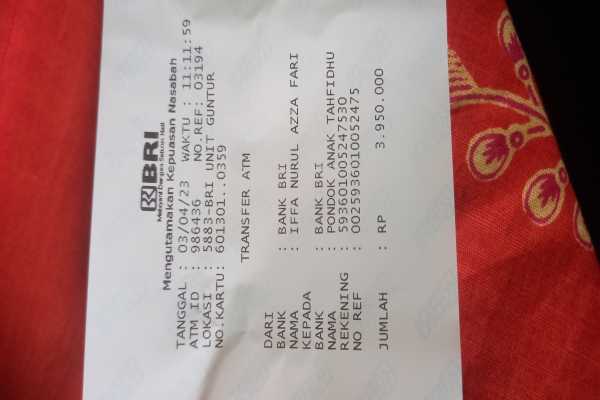 BRI
Melayani Dengan Setulus Hati
Mengutamakan Kepuasan Nasabah
TANGGAL : 03/04/23 WAKTU : 11:11:59
ATM ID : 986436 NO.REF: 03194
LOKASI : 5883-BRI UNIT GUNTUR
NO.KARTU: 601301..0359
TRANSFER ATM
DARI
BANK : BANK BRI
NAMA : IFFA NURUL AZZA FARI
KEPADA
BANK : BANK BRI
NAMA : PONDOK ANAK TAHFIDHU
REKENING : 593601005247530
NO REF : 0025936010052475
JUMLAH : RP 3.950.000